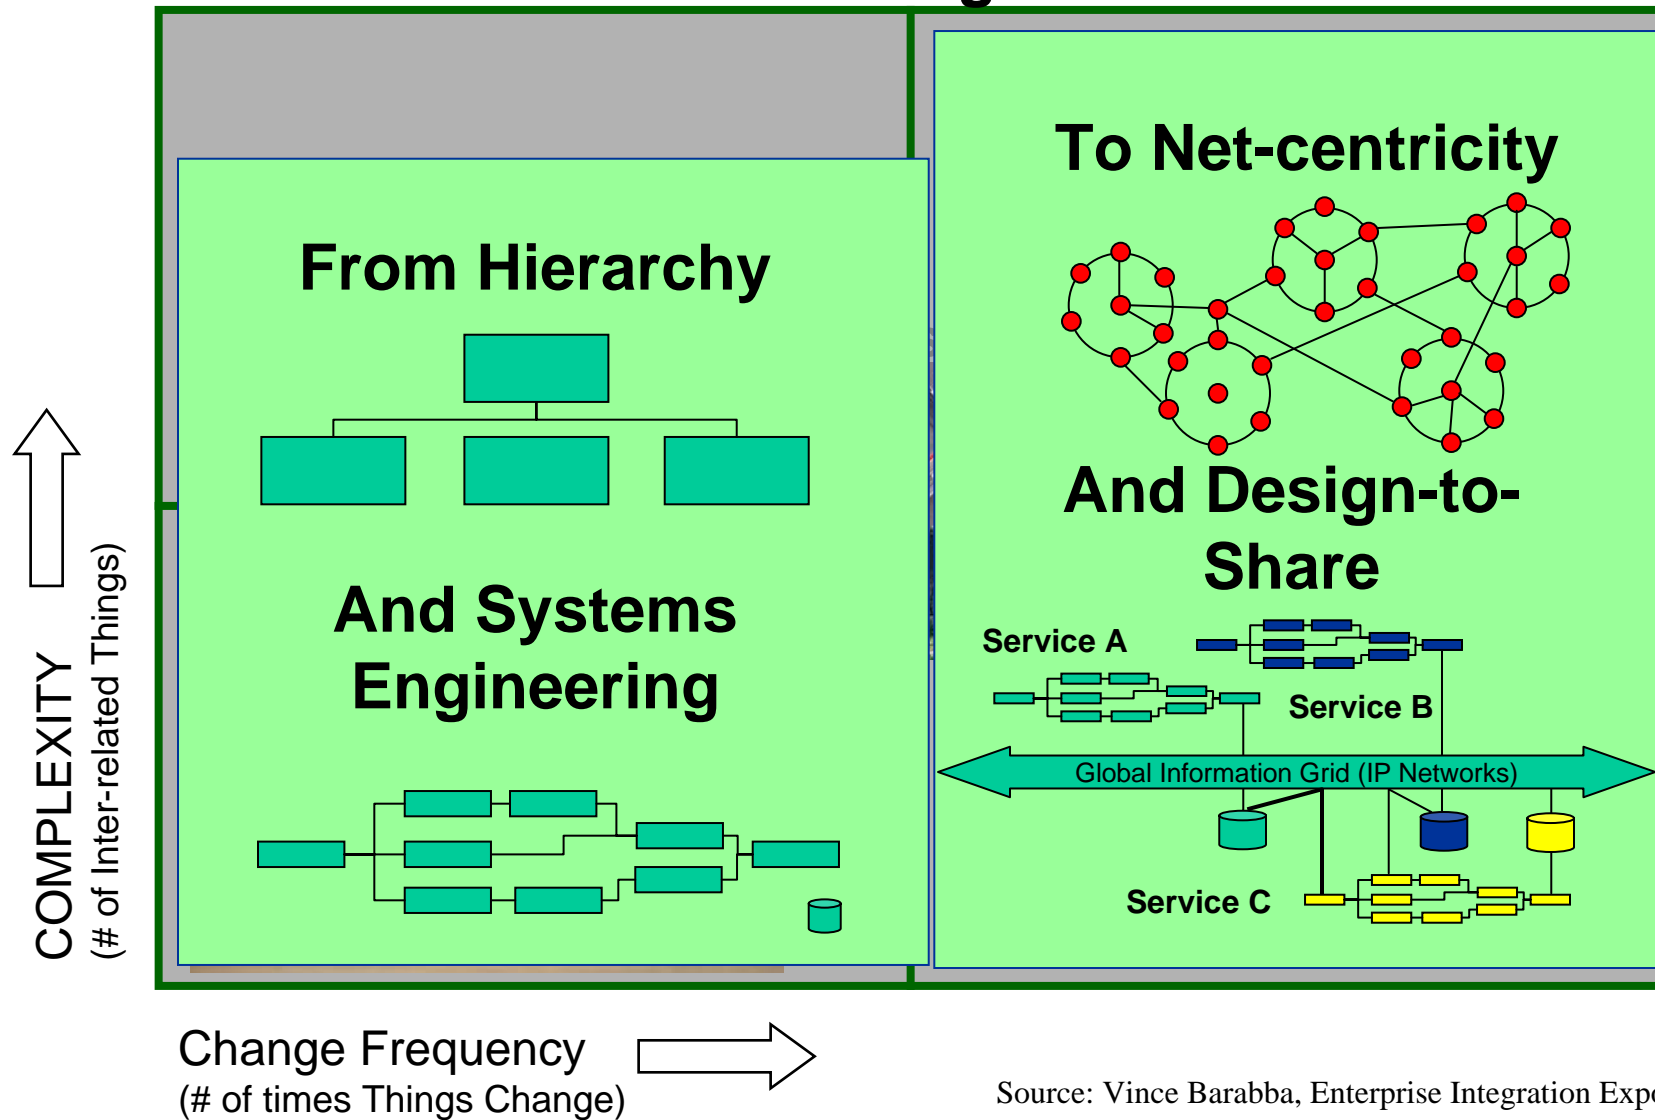 From Hierarchy
And Systems
Engineering
To Net-centricity
And Design-to-
Share
Service A
Service B
Global Information Grid (IP Networks)
Service C
COMPLEXITY
(# of Inter-related Things)
Change Frequency
(# of times Things Change)
Source: Vince Barabba, Enterprise Integration